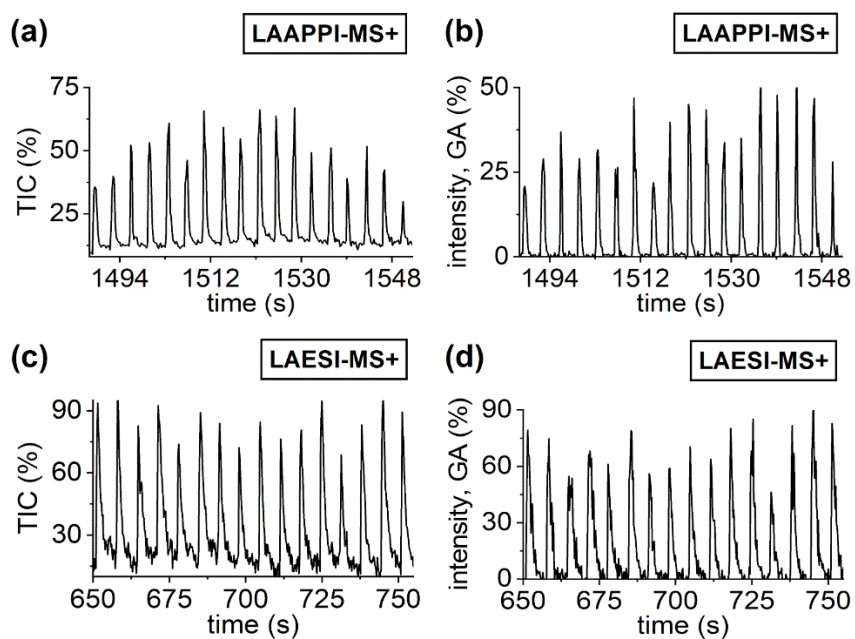 (a) LAAPPI-MS+
TIC (%)
75
50
25
1494 1512 1530 1548
time (s)
(b) LAAPPI-MS+
intensity, GA (%)
50
25
0
1494 1512 1530 1548
time (s)
(c) LAESI-MS+
TIC (%)
90
60
30
650 675 700 725 750
time (s)
(d) LAESI-MS+
intensity, GA (%)
90
60
30
0
650 675 700 725 750
time (s)